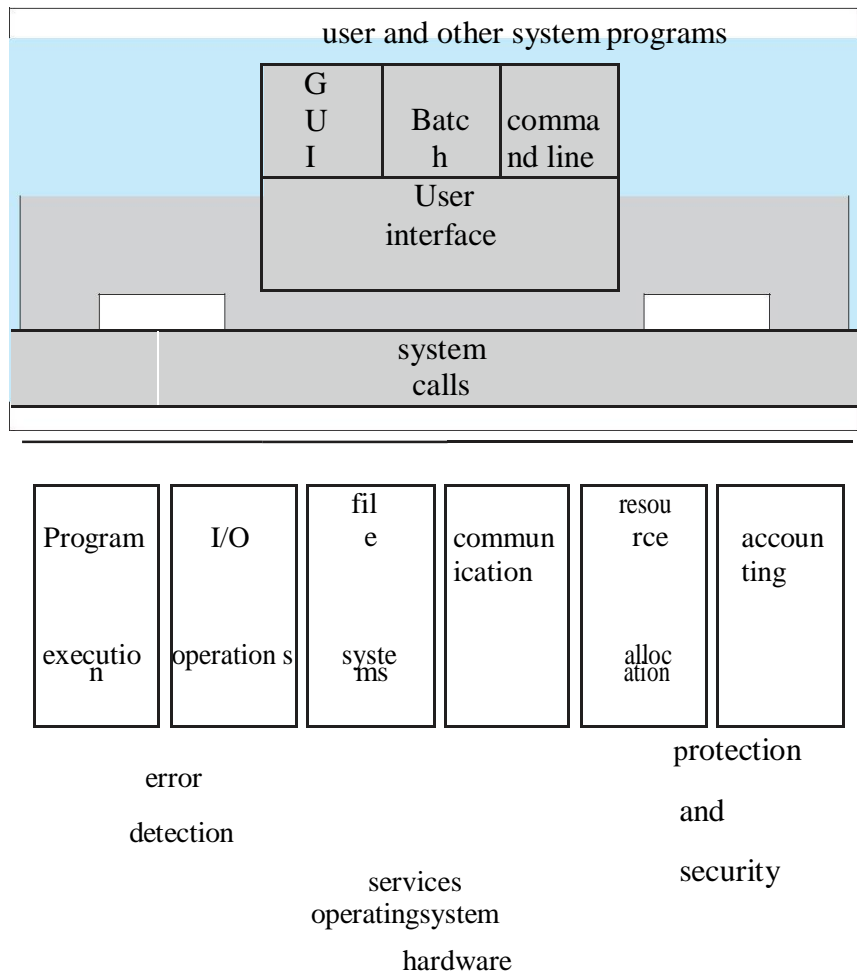 user and other system programs
G
U
I
Batc
h
comma
nd line
User
interface
system
calls
Program
executio
n
I/O
operation s
fil
e
syste
ms
commun
ication
resou
rce
alloc
ation
accoun
ting
error
detection
protection
and
security
services
operatingsystem
hardware